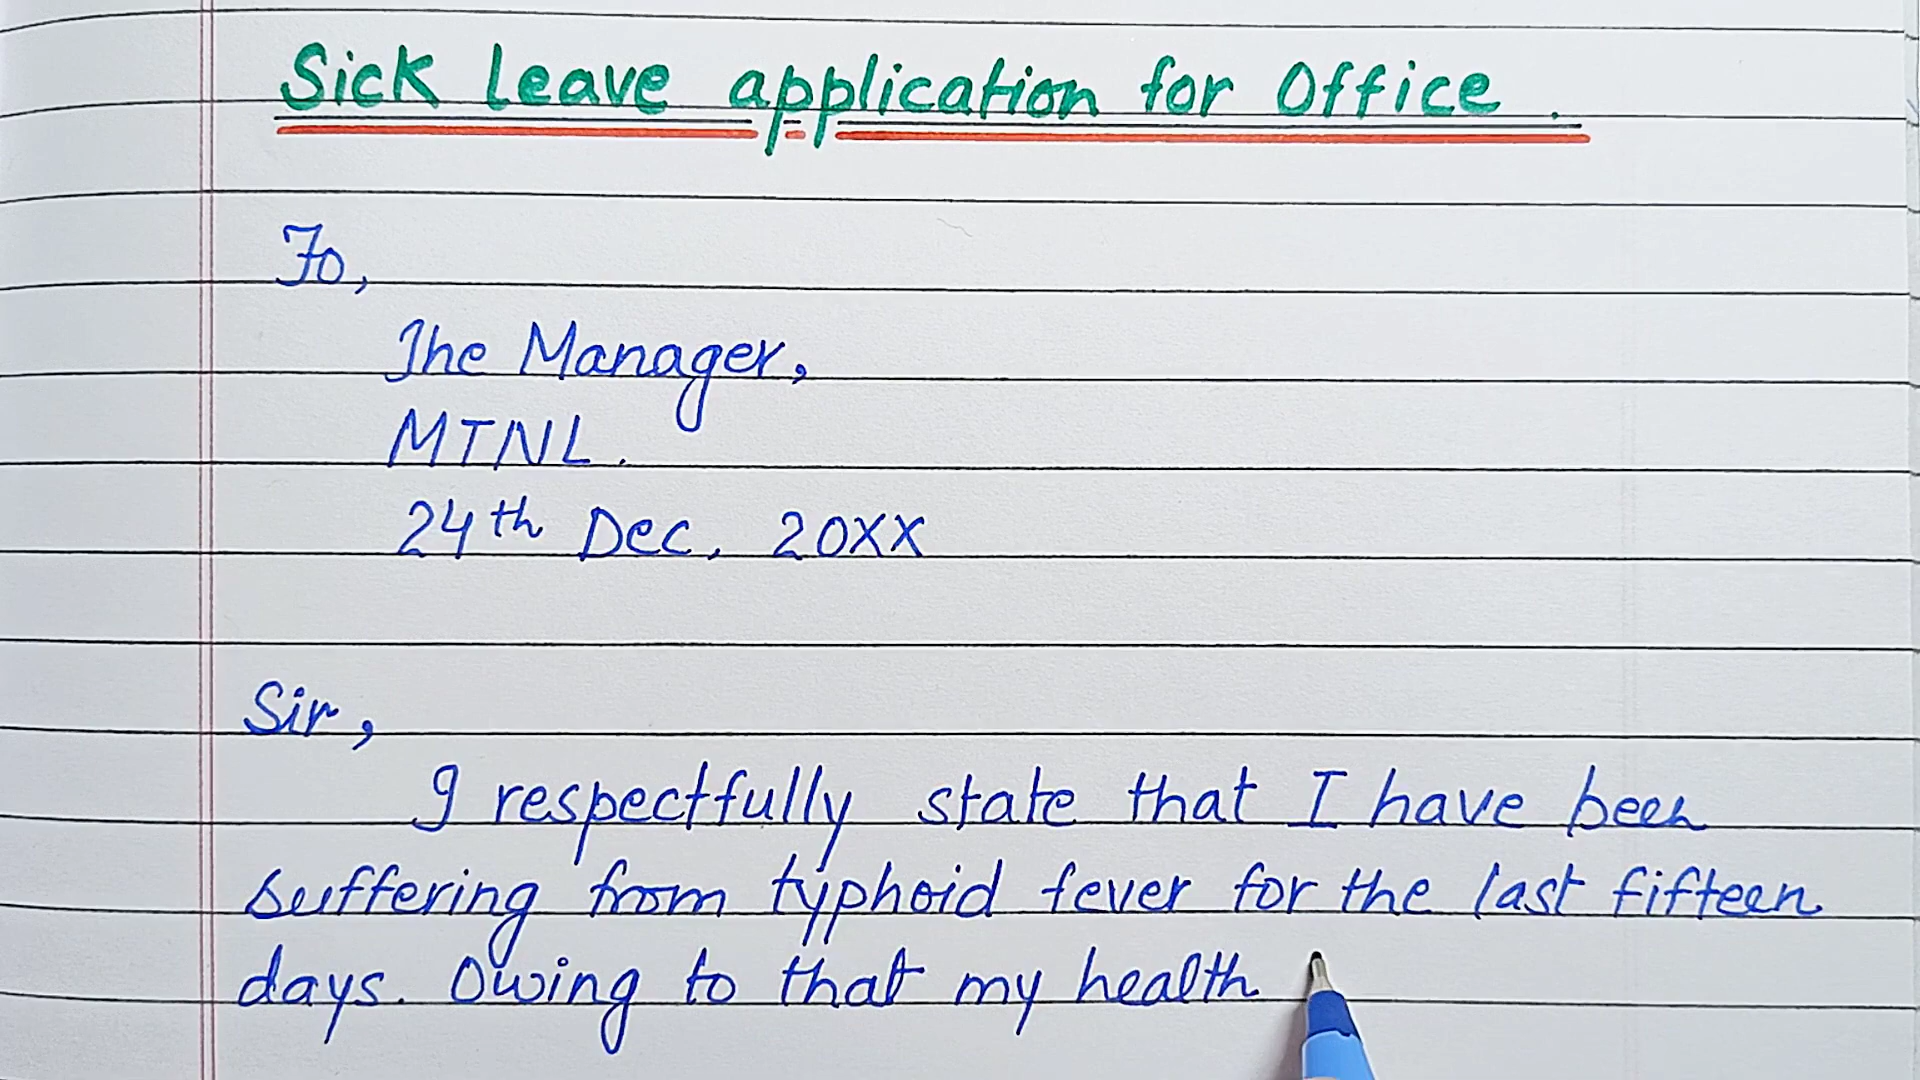 Sick Leave application for Office.
To,
The Manager,
MTNL.
24th Dec, 20XX
Sir,
I respectfully state that I have been
suffering from typhoid fever for the last fifteen
days. Owing to that my health